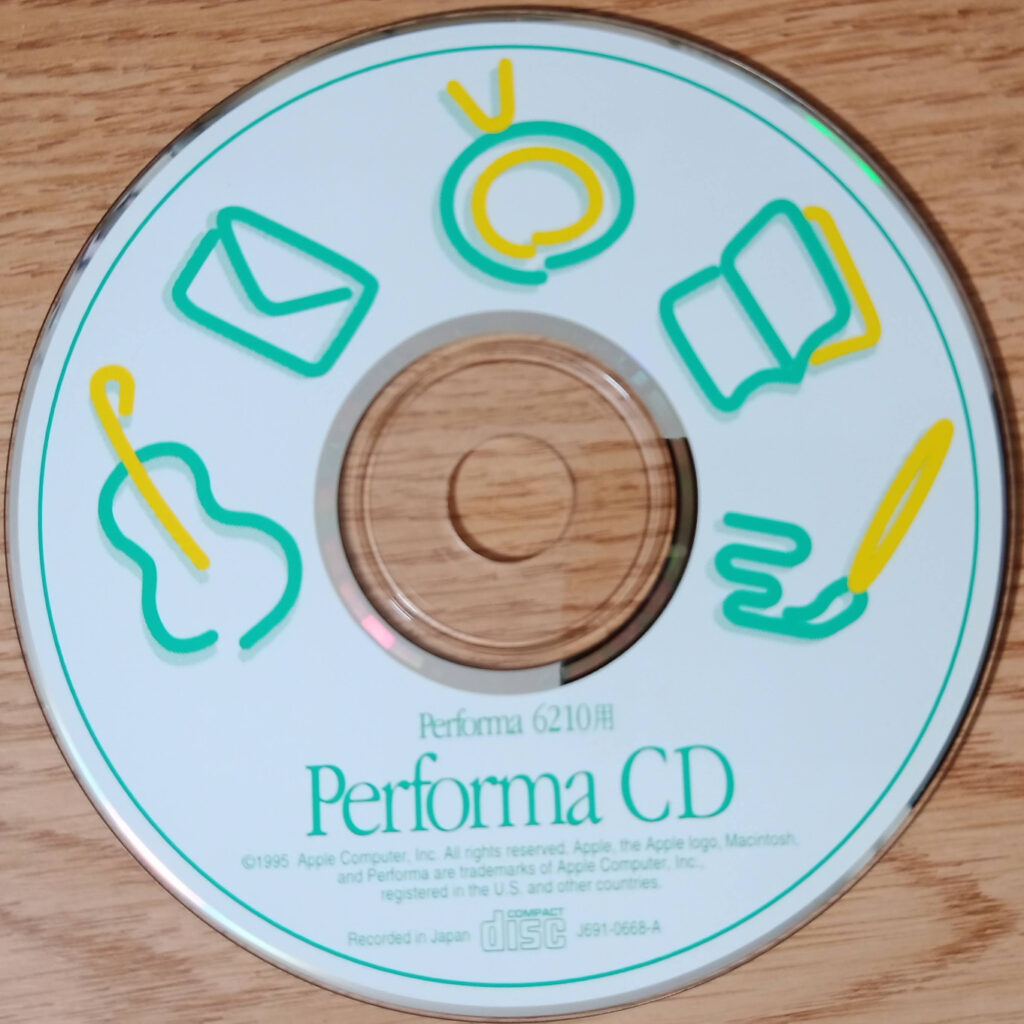 Performa 6210用
Performa CD
©1995 Apple Computer, Inc. All rights reserved. Apple, the Apple logo, Macintosh,
and Performa are trademarks of Apple Computer, Inc.,
registered in the U.S. and other countries.
Recorded in Japan COMPACT disc J691-0668-A